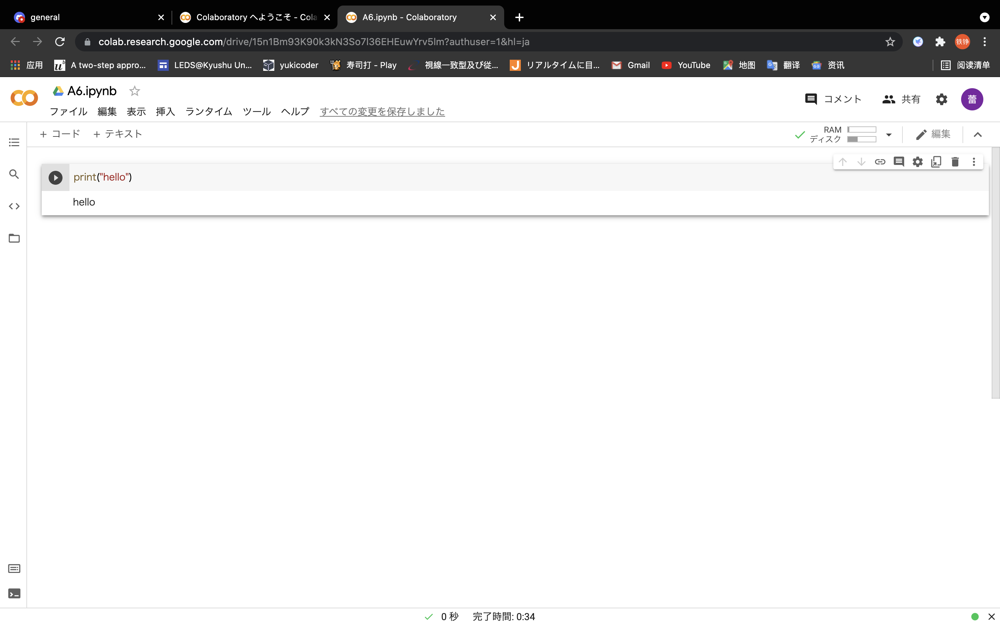 general
Colaboratory へようこそ - Cola
A6.ipynb - Colaboratory
colab.research.google.com/drive/15n1Bm93K90k3kN3So7l36EHEuwYrv5lm?authuser=1&hl=ja
铁铮
应用
A two-step appro...
LEDS@Kyushu Un...
yukicoder
寿司打 - Play
視線一致型及び従...
リアルタイムに目...
Gmail
YouTube
地图
翻译
资讯
阅读清单
A6.ipynb
コメント
共有
蕾
ファイル 編集 表示 挿入 ランタイム ツール ヘルプ すべての変更を保存しました
+ コード + テキスト
RAM
ディスク
編集
print("hello")
hello
0 秒 完了時間: 0:34